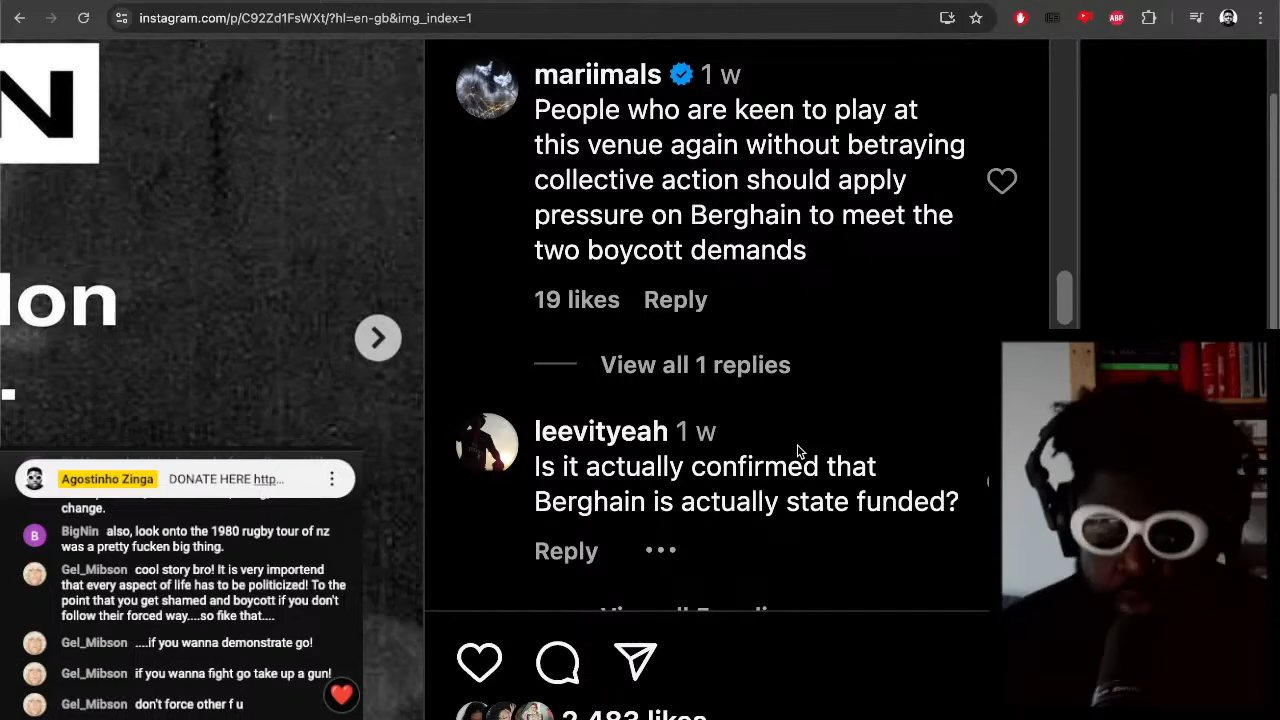 instagram.com/p/C92Zd1FsWXt/?hl=en-gb&img_index=1
ABP
N
lon
mariimals 1 w
People who are keen to play at
this venue again without betraying
collective action should apply
pressure on Berghain to meet the
two boycott demands
19 likes Reply
View all 1 replies
leevityeah 1 w
Is it actually confirmed that
Berghain is actually state funded?
Reply
2,483 likes
Agostinho Zinga DONATE HERE http...
change.
B
BigNin also, look onto the 1980 rugby tour of nz
was a pretty fucken big thing.
Gel_Mibson cool story bro! It is very importend
that every aspect of life has to be politicized! To the
point that you get shamed and boycott if you don't
follow their forced way....so fike that....
Gel_Mibson ....if you wanna demonstrate go!
Gel_Mibson if you wanna fight go take up a gun!
Gel_Mibson don't force other f u